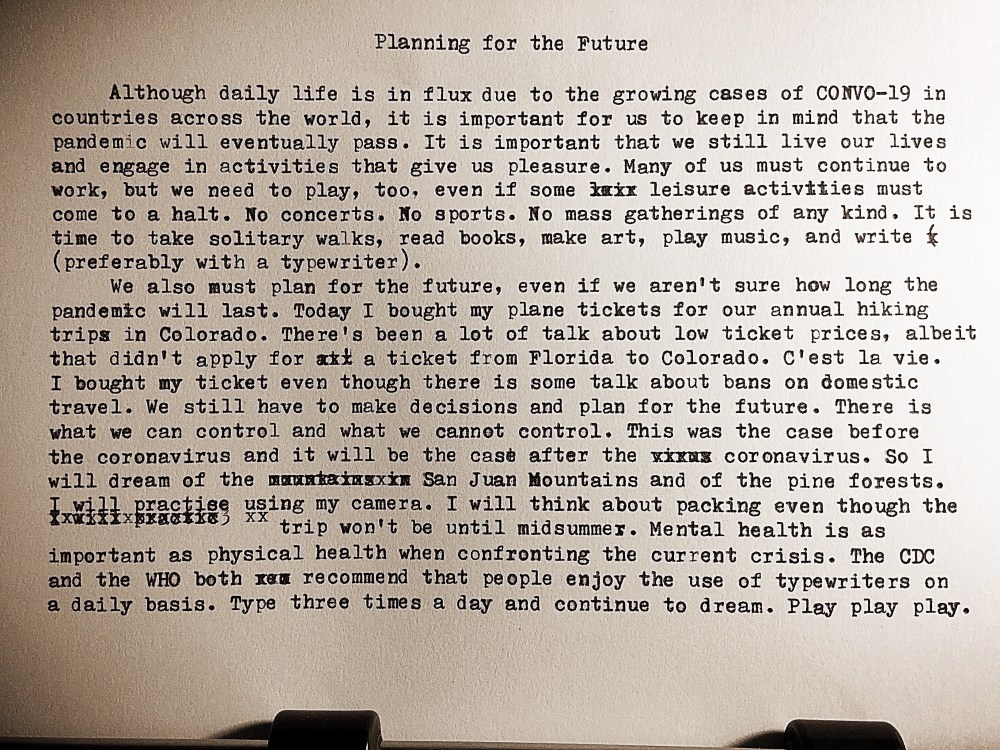 Planning for the Future
Although daily life is in flux due to the growing cases of CONVO-19 in
countries across the world, it is important for us to keep in mind that the
pandemic will eventually pass. It is important that we still live our lives
and engage in activities that give us pleasure. Many of us must continue to
work, but we need to play, too, even if some leisure activities must
come to a halt. No concerts. No sports. No mass gatherings of any kind. It is
time to take solitary walks, read books, make art, play music, and write
(preferably with a typewriter).
We also must plan for the future, even if we aren't sure how long the
pandemic will last. Today I bought my plane tickets for our annual hiking
trips in Colorado. There's been a lot of talk about low ticket prices, albeit
that didn't apply for a ticket from Florida to Colorado. C'est la vie.
I bought my ticket even though there is some talk about bans on domestic
travel. We still have to make decisions and plan for the future. There is
what we can control and what we cannot control. This was the case before
the coronavirus and it will be the case after the coronavirus. So I
will dream of the San Juan Mountains and of the pine forests.
I will practise using my camera. I will think about packing even though the
trip won't be until midsummer. Mental health is as
important as physical health when confronting the current crisis. The CDC
and the WHO both recommend that people enjoy the use of typewriters on
a daily basis. Type three times a day and continue to dream. Play play play.